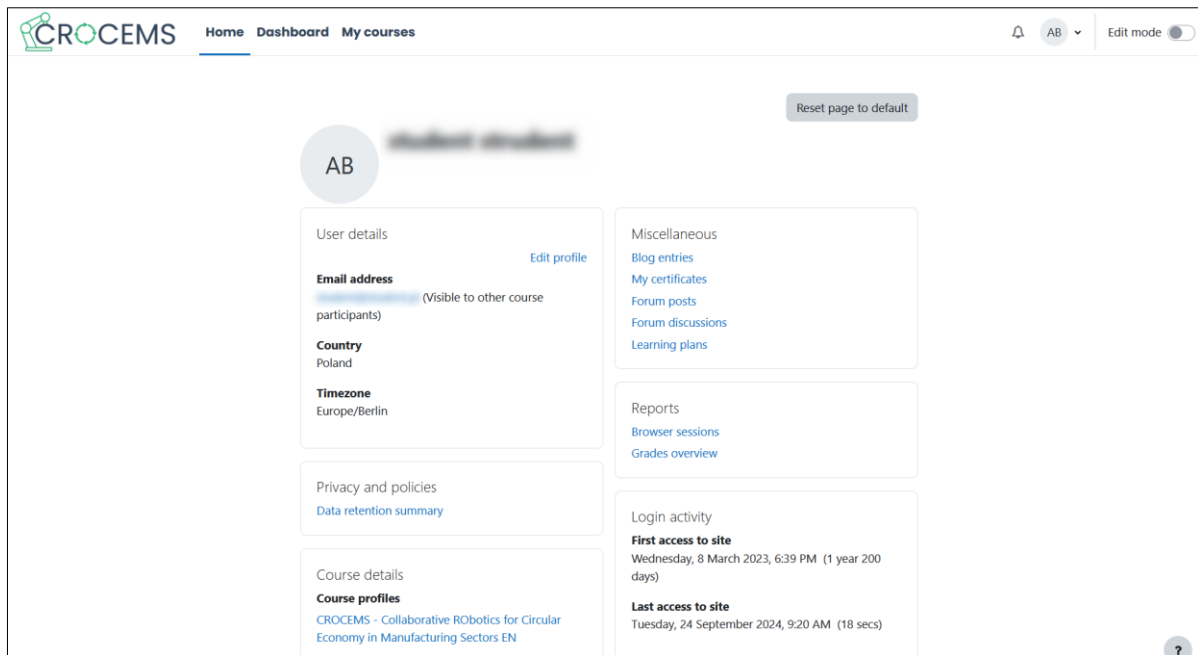 CROCEMS
Home Dashboard My courses
AB
Edit mode
Reset page to default
AB
User details
Edit profile
Email address
(Visible to other course
participants)
Country
Poland
Timezone
Europe/Berlin
Privacy and policies
Data retention summary
Course details
Course profiles
CROCEMS - Collaborative RObotics for Circular
Economy in Manufacturing Sectors EN
Miscellaneous
Blog entries
My certificates
Forum posts
Forum discussions
Learning plans
Reports
Browser sessions
Grades overview
Login activity
First access to site
Wednesday, 8 March 2023, 6:39 PM (1 year 200
days)
Last access to site
Tuesday, 24 September 2024, 9:20 AM (18 secs)
?